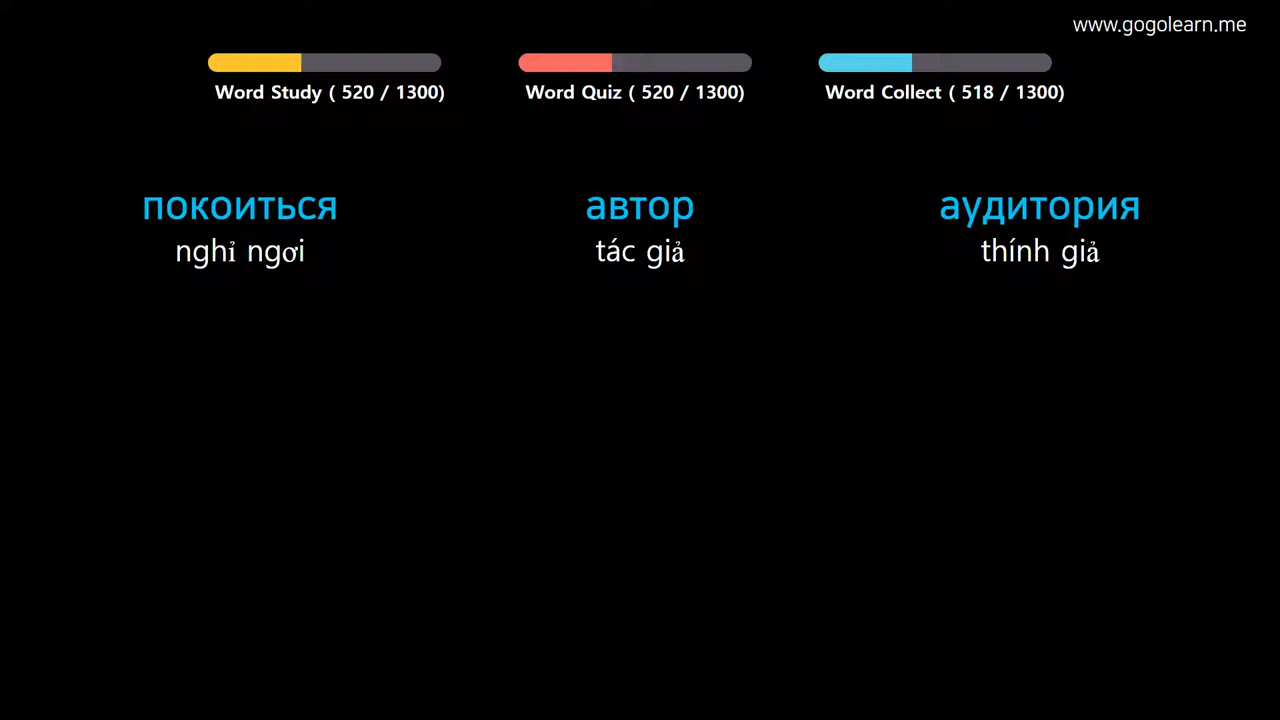 www.gogolearn.me
Word Study ( 520 / 1300)
Word Quiz ( 520 / 1300)
Word Collect ( 518 / 1300)
покоиться
nghỉ ngơi
автор
tác giả
аудитория
thính giả